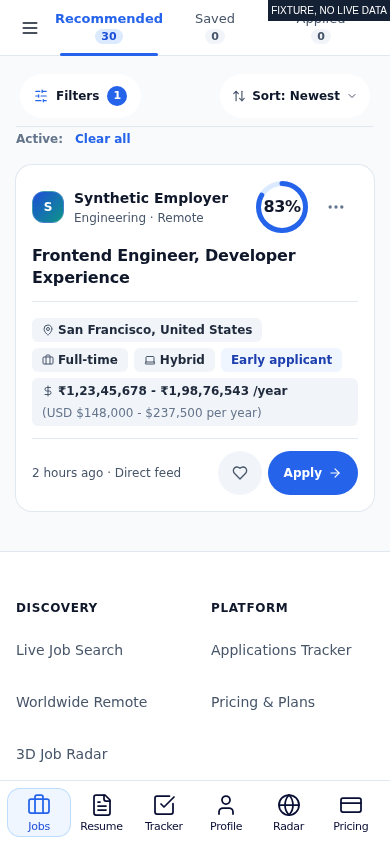 FIXTURE, NO LIVE DATA
Recommended Saved Applied
30 0 0
Filters 1 Sort: Newest
Active: Clear all
S Synthetic Employer
Engineering · Remote
83%
Frontend Engineer, Developer
Experience
San Francisco, United States
Full-time Hybrid Early applicant
₹1,23,45,678 - ₹1,98,76,543 /year
(USD $148,000 - $237,500 per year)
2 hours ago · Direct feed Apply
DISCOVERY PLATFORM
Live Job Search Applications Tracker
Worldwide Remote Pricing & Plans
3D Job Radar
Jobs Resume Tracker Profile Radar Pricing